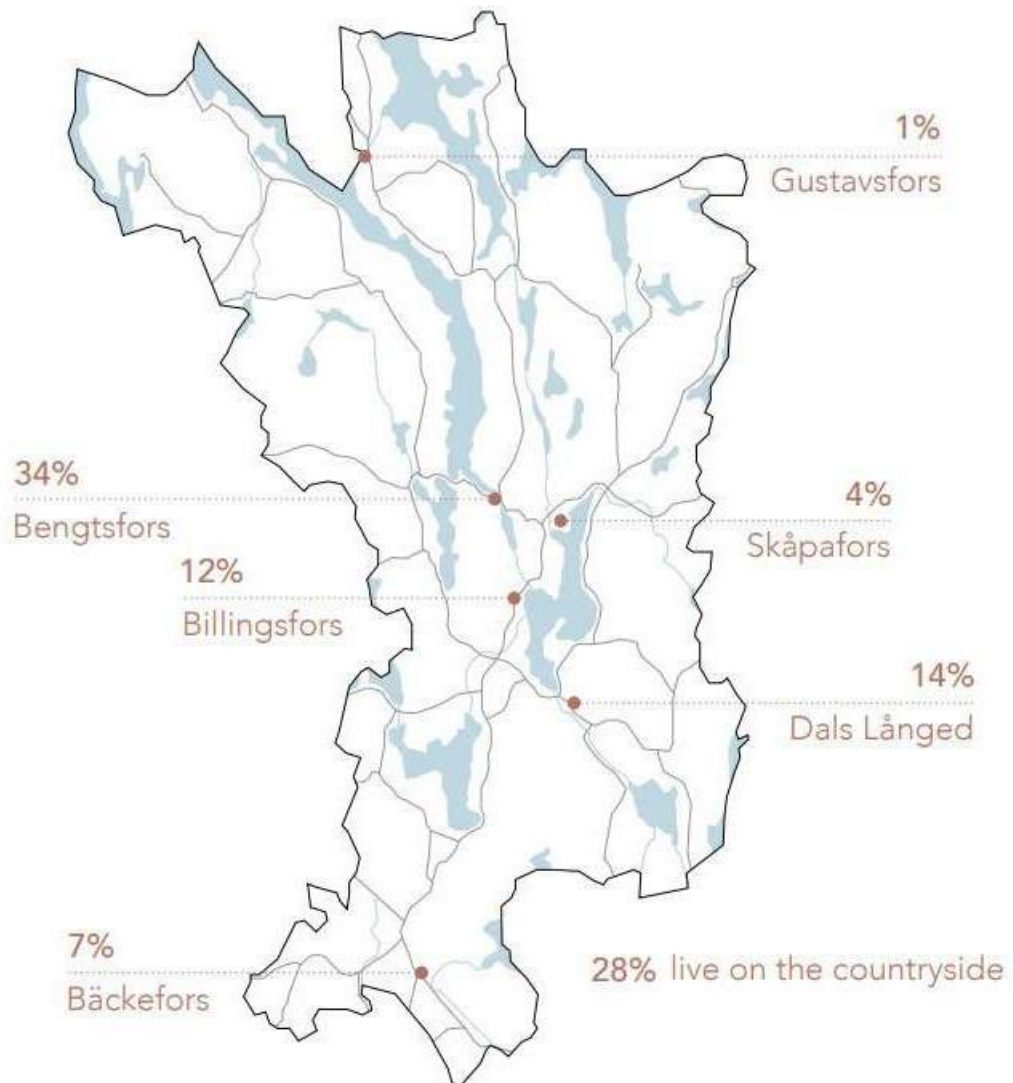 1%
Gustavsfors
34%
Bengtsfors
4%
Skåpafors
12%
Billingsfors
14%
Dals Långed
7%
Bäckefors
28% live on the countryside